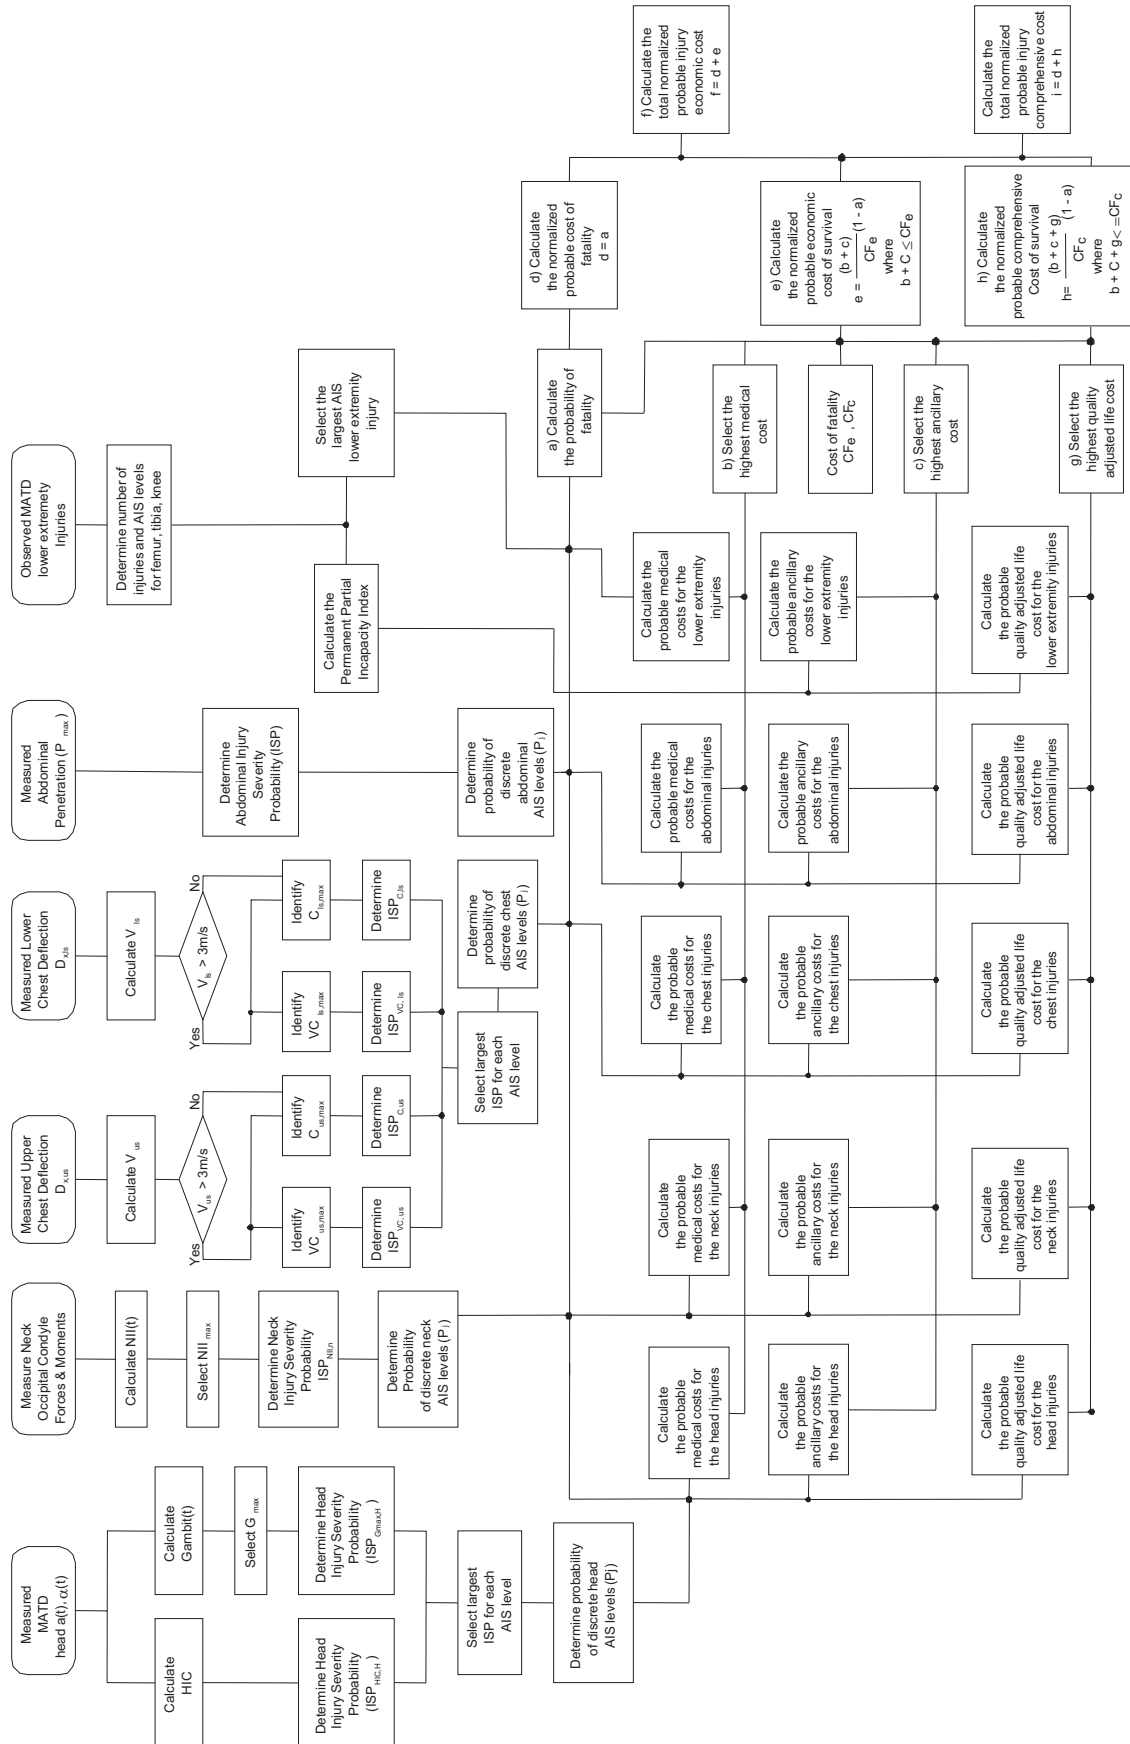 Measured
MATD
head a(t), α(t)
Calculate
HIC
Calculate
Gambit(t)
Select G max
Determine Head
Injury Severity
Probability
(ISP HIC,H)
Determine Head
Injury Severity
Probability
(ISP Gmax,H)
Select largest
ISP for each
AIS level
Determine probability
of discrete head
AIS levels (Pj)
Measure Neck
Occipital Condyle
Forces & Moments
Calculate NII(t)
Select NII max
Determine Neck
Injury Severity
Probability
ISP NII,n
Determine
Probability
of discrete neck
AIS levels (Pj)
Measured Upper
Chest Deflection
D x,us
Calculate V us
V us > 3m/s
Yes
No
Identify
VC us,max
Identify
C us,max
Determine
ISP VC, us
Determine
ISP C,us
Measured Lower
Chest Deflection
D x,ls
Calculate V ls
V ls > 3m/s
Yes
No
Identify
VC ls,max
Identify
C ls,max
Determine
ISP VC, ls
Determine
ISP C,ls
Select largest
ISP for each
AIS level
Determine
probability of
discrete chest
AIS levels (Pj)
Measured
Abdominal
Penetration (P max)
Determine
Abdominal Injury
Severity
Probability (ISP)
Determine
probability of
discrete
abdominal
AIS levels (Pj)
Observed MATD
lower extremety
Injuries
Determine number of
injuries and AIS levels
for femur, tibia, knee
Calculate the
Permanent Partial
Incapacity Index
Select the
largest AIS
lower extremity
injury
Calculate
the probable
medical costs for
the head injuries
Calculate
the probable
medical costs for
the neck injuries
Calculate
the probable
medical costs for
the chest injuries
Calculate the
probable medical
costs for the
abdominal injuries
Calculate the
probable medical
costs for the
lower extremity
injuries
Calculate
the probable
ancillary costs for
the head injuries
Calculate
the probable
ancillary costs for
the neck injuries
Calculate
the probable
ancillary costs for
the chest injuries
Calculate the
probable ancillary
costs for the
abdominal injuries
Calculate the
probable ancillary
costs for the
lower extremity
injuries
Calculate
the probable
quality adjusted life
cost for the
head injuries
Calculate
the probable
quality adjusted life
cost for the
neck injuries
Calculate
the probable
quality adjusted life
cost for the
chest injuries
Calculate
the probable
quality adjusted life
cost for the
abdominal injuries
Calculate
the probable
quality adjusted life
cost for the
lower extremity injuries
a) Calculate
the probability of
fatality
b) Select the
highest medical
cost
Cost of fatality
CFe , CFc
c) Select the
highest ancillary
cost
g) Select the
highest quality
adjusted life cost
d) Calculate
the normalized
probable cost of
fatality
d = a
e) Calculate
the normalized
probable economic
cost of survival
e = (b + c) / CFe (1 - a)
where
b + C ≤ CFe
h) Calculate
the normalized
probable comprehensive
Cost of survival
h= (b + c + g) / CFc (1 - a)
where
b + C + g< =CFc
f) Calculate the
total normalized
probable injury
economic cost
f = d + e
Calculate the
total normalized
probable injury
comprehensive cost
i = d + h